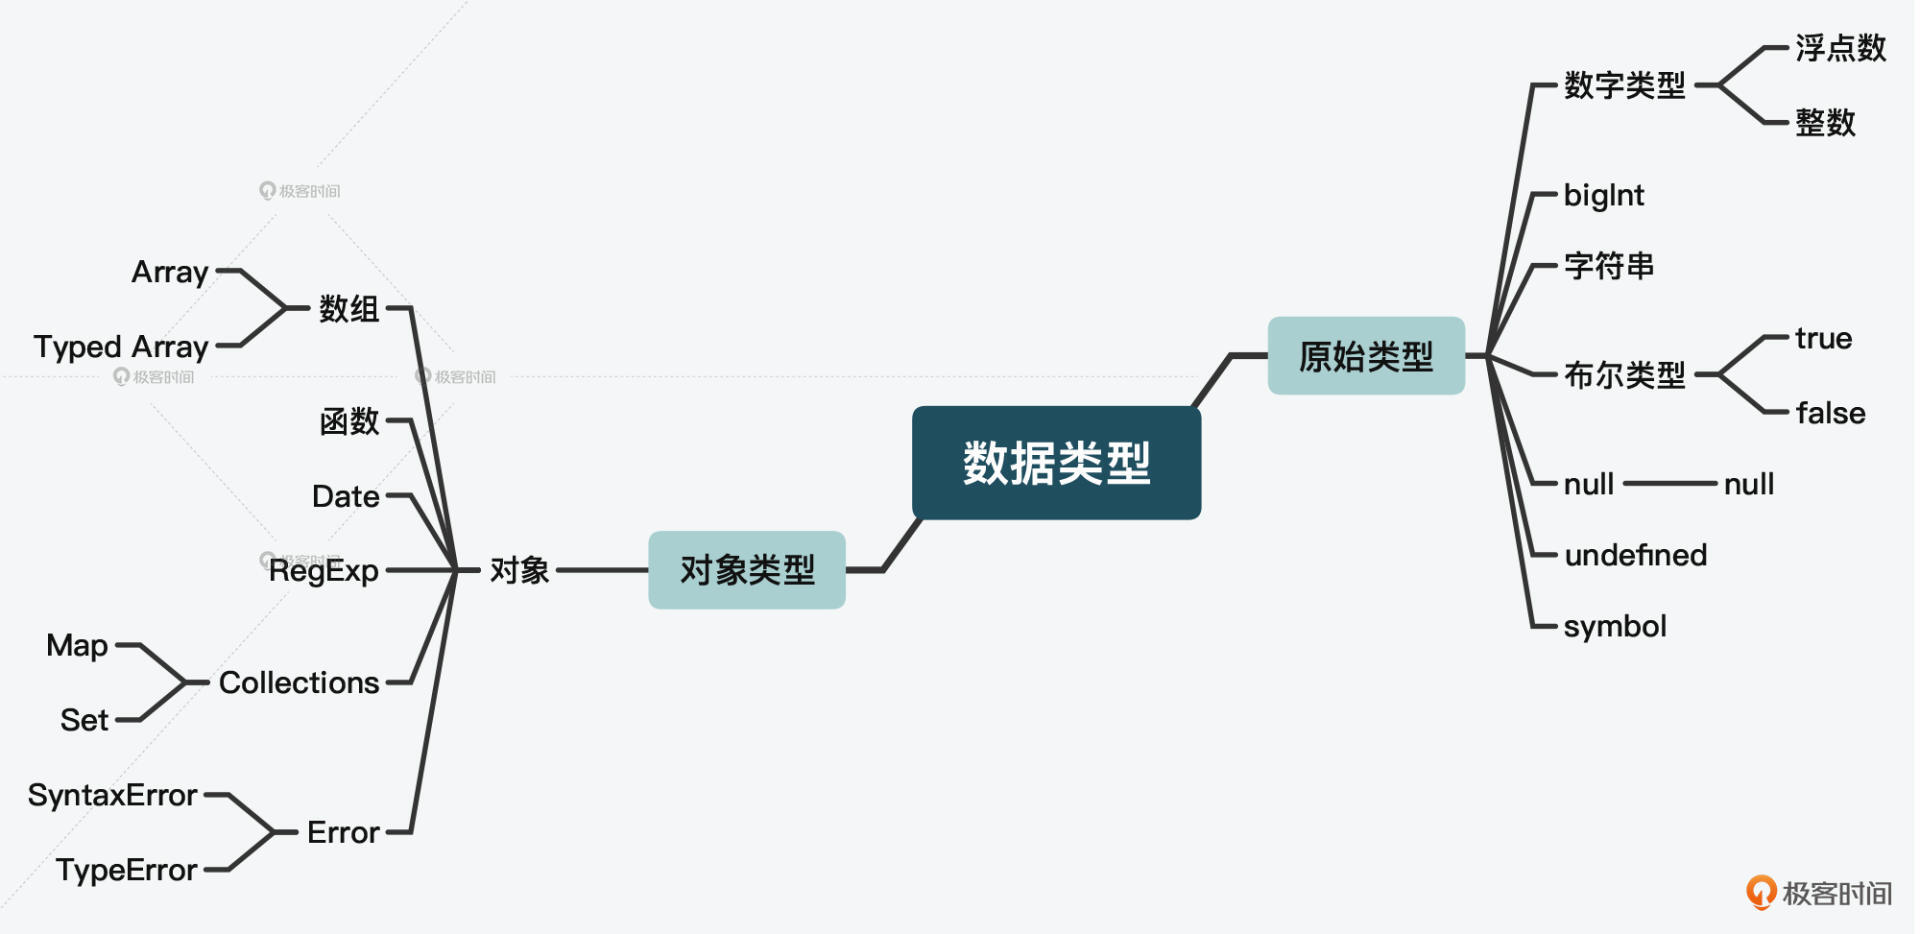 数据类型
原始类型
数字类型
浮点数
整数
bigInt
字符串
布尔类型
true
false
null
null
undefined
symbol
对象类型
对象
数组
Array
Typed Array
函数
Date
RegExp
Collections
Map
Set
Error
SyntaxError
TypeError
极客时间
极客时间
极客时间
极客时间
极客时间